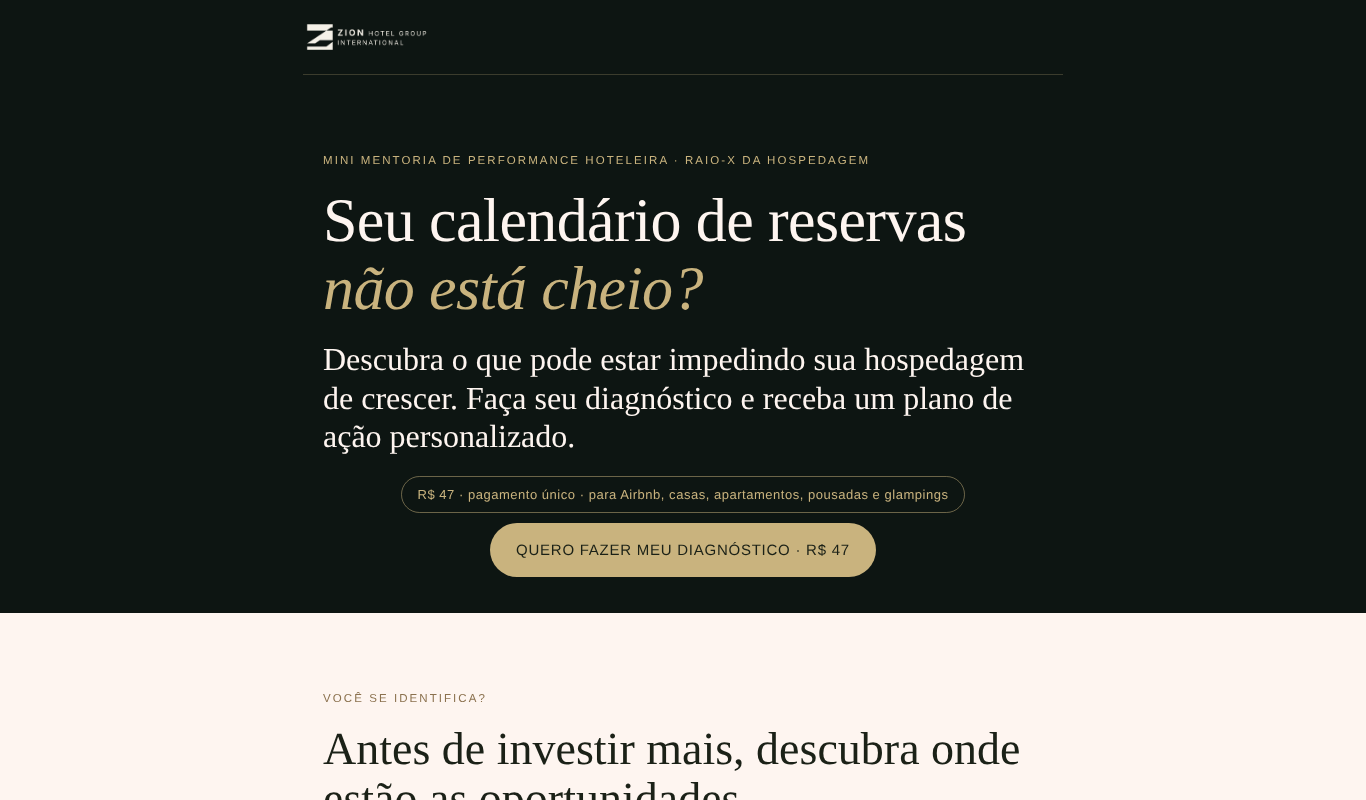 ZION HOTEL GROUP
INTERNATIONAL
MINI MENTORIA DE PERFORMANCE HOTELEIRA · RAIO-X DA HOSPEDAGEM
Seu calendário de reservas
não está cheio?
Descubra o que pode estar impedindo sua hospedagem
de crescer. Faça seu diagnóstico e receba um plano de
ação personalizado.
R$ 47 · pagamento único · para Airbnb, casas, apartamentos, pousadas e glampings
QUERO FAZER MEU DIAGNÓSTICO · R$ 47
VOCÊ SE IDENTIFICA?
Antes de investir mais, descubra onde
estão as oportunidades